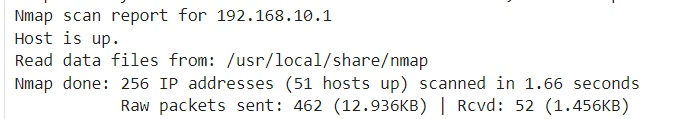 Nmap scan report for 192.168.10.1
Host is up.
Read data files from: /usr/local/share/nmap
Nmap done: 256 IP addresses (51 hosts up) scanned in 1.66 seconds
Raw packets sent: 462 (12.936KB) | Rcvd: 52 (1.456KB)